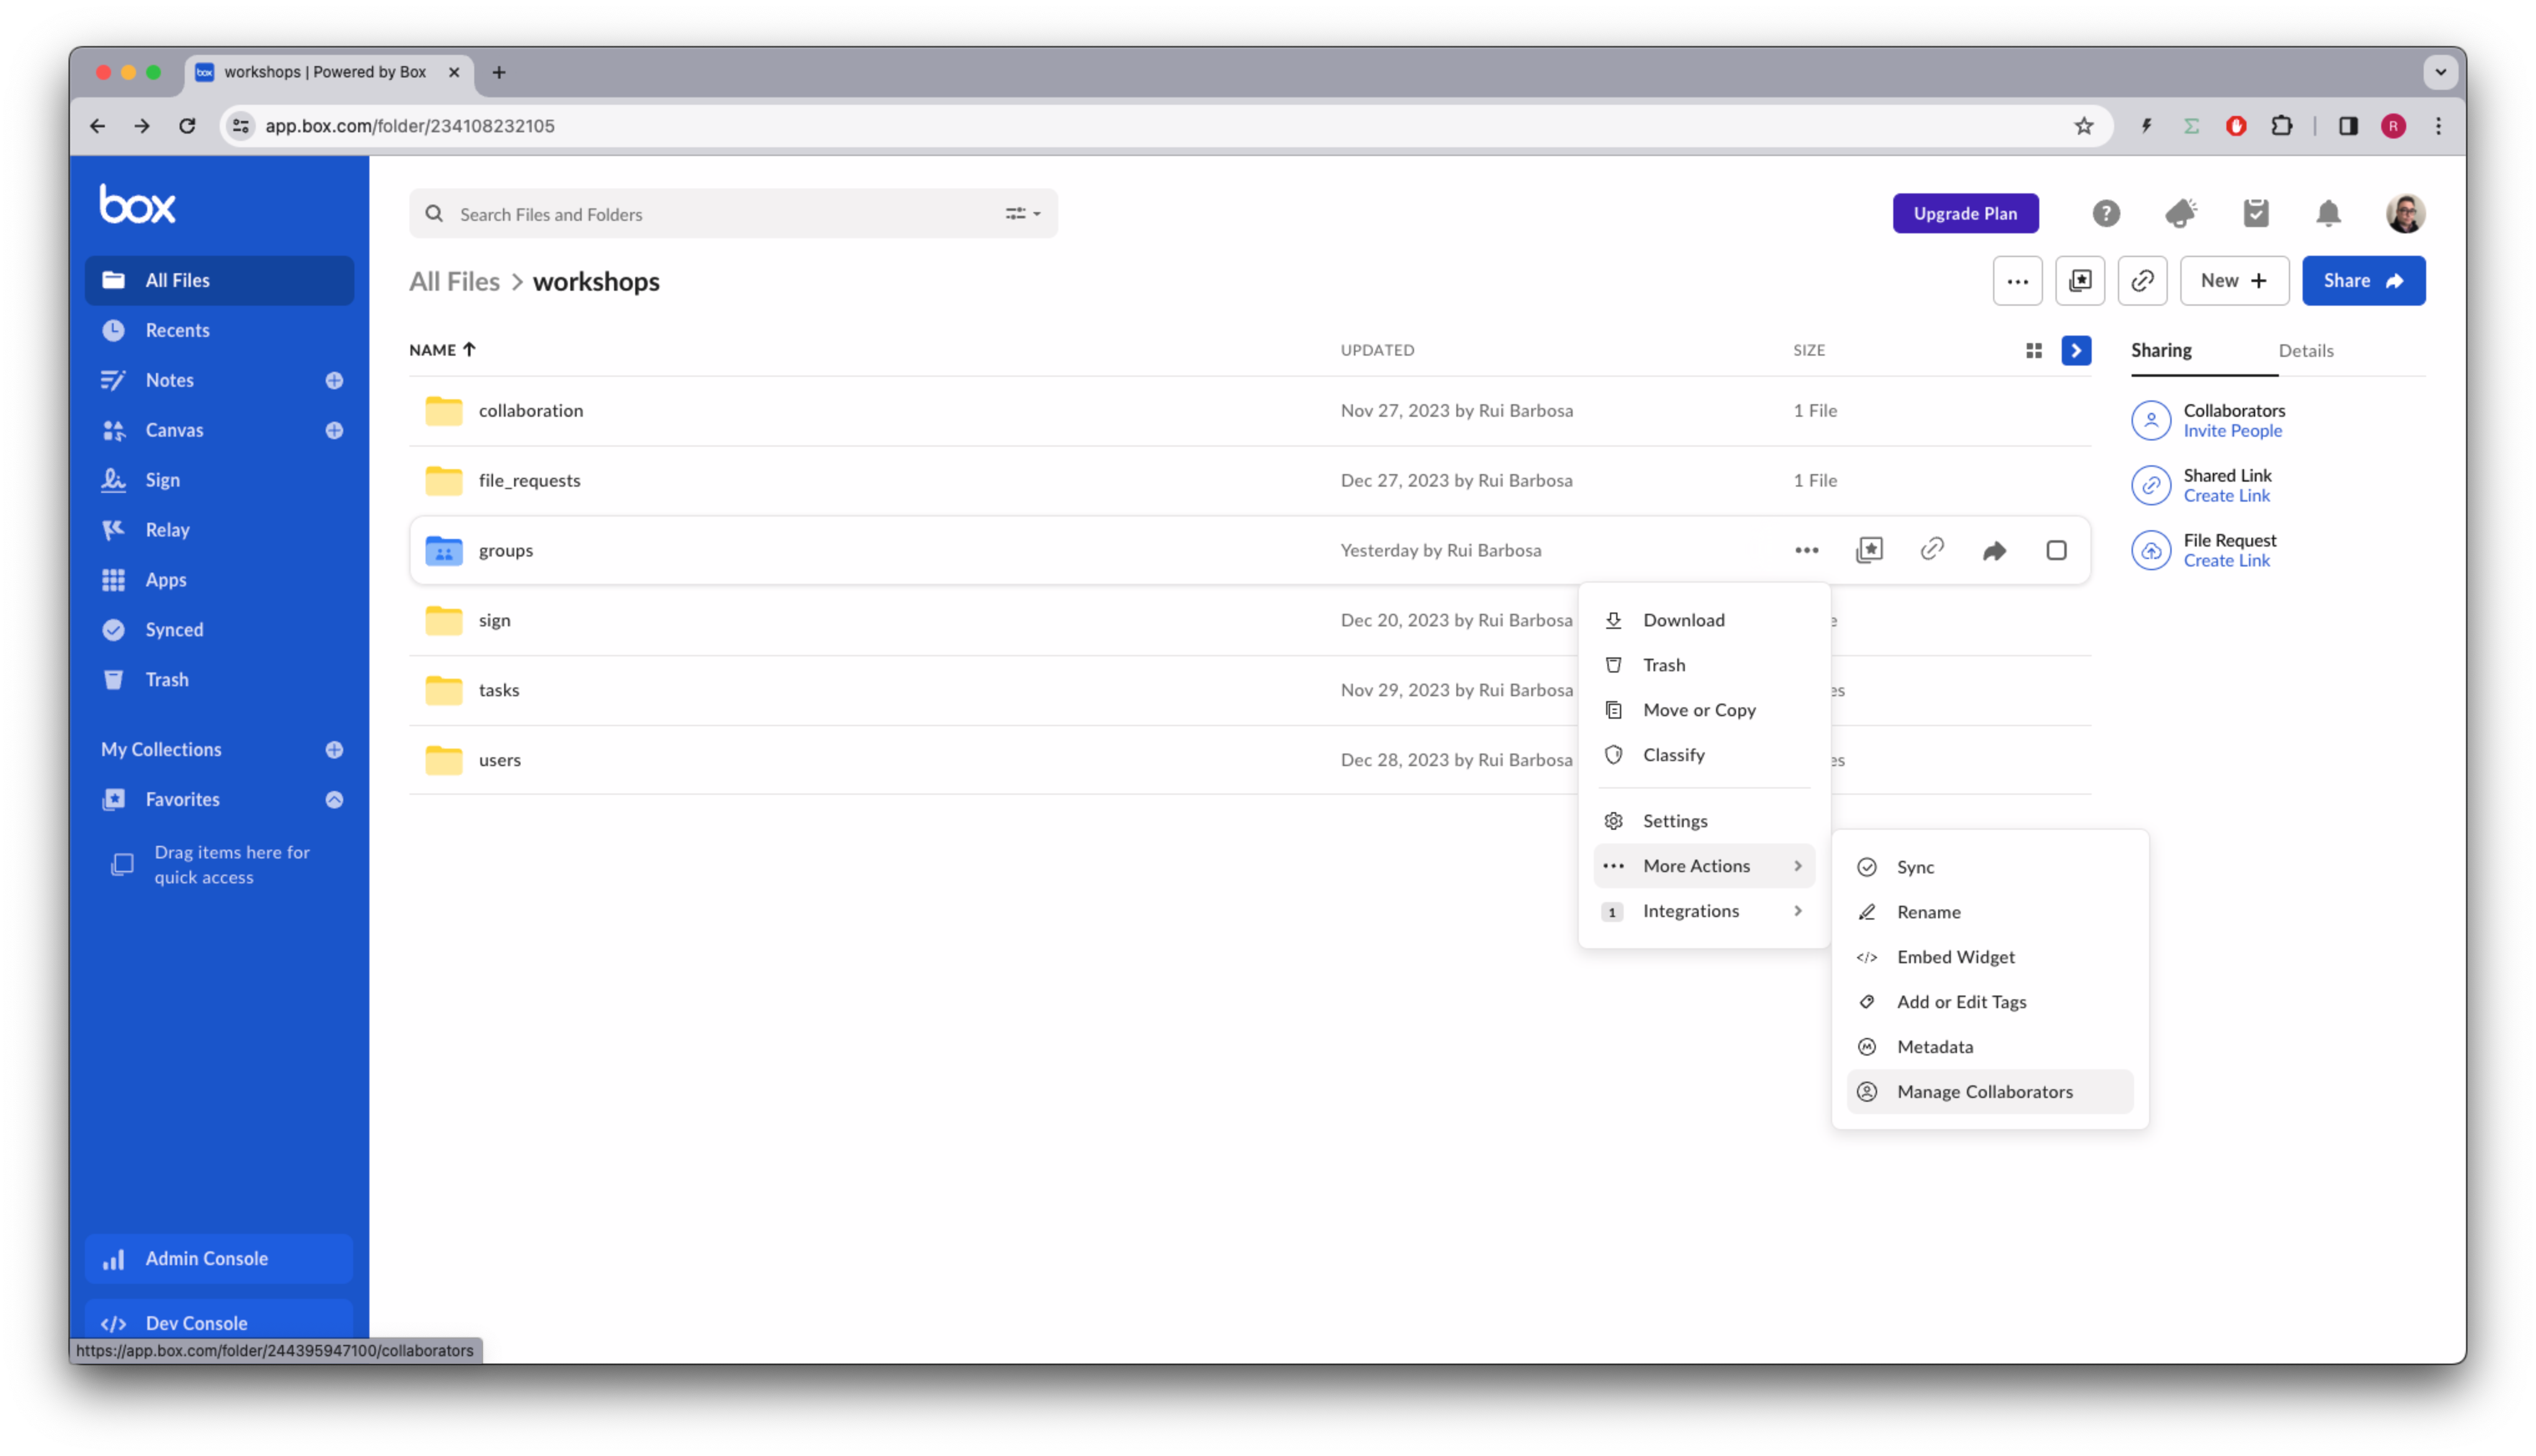 workshops | Powered by Box
app.box.com/folder/234108232105
R
box
Search Files and Folders
Upgrade Plan
All Files
Recents
Notes
Canvas
Sign
Relay
Apps
Synced
Trash
My Collections
Favorites
Drag items here for
quick access
Admin Console
Dev Console
https://app.box.com/folder/244395947100/collaborators
All Files > workshops
New +
Share
NAME UPDATED SIZE
collaboration Nov 27, 2023 by Rui Barbosa 1 File
file_requests Dec 27, 2023 by Rui Barbosa 1 File
groups Yesterday by Rui Barbosa
sign Dec 20, 2023 by Rui Barbosa e
tasks Nov 29, 2023 by Rui Barbosa es
users Dec 28, 2023 by Rui Barbosa es
Download
Trash
Move or Copy
Classify
Settings
More Actions
1 Integrations
Sync
Rename
Embed Widget
Add or Edit Tags
Metadata
Manage Collaborators
Sharing Details
Collaborators
Invite People
Shared Link
Create Link
File Request
Create Link